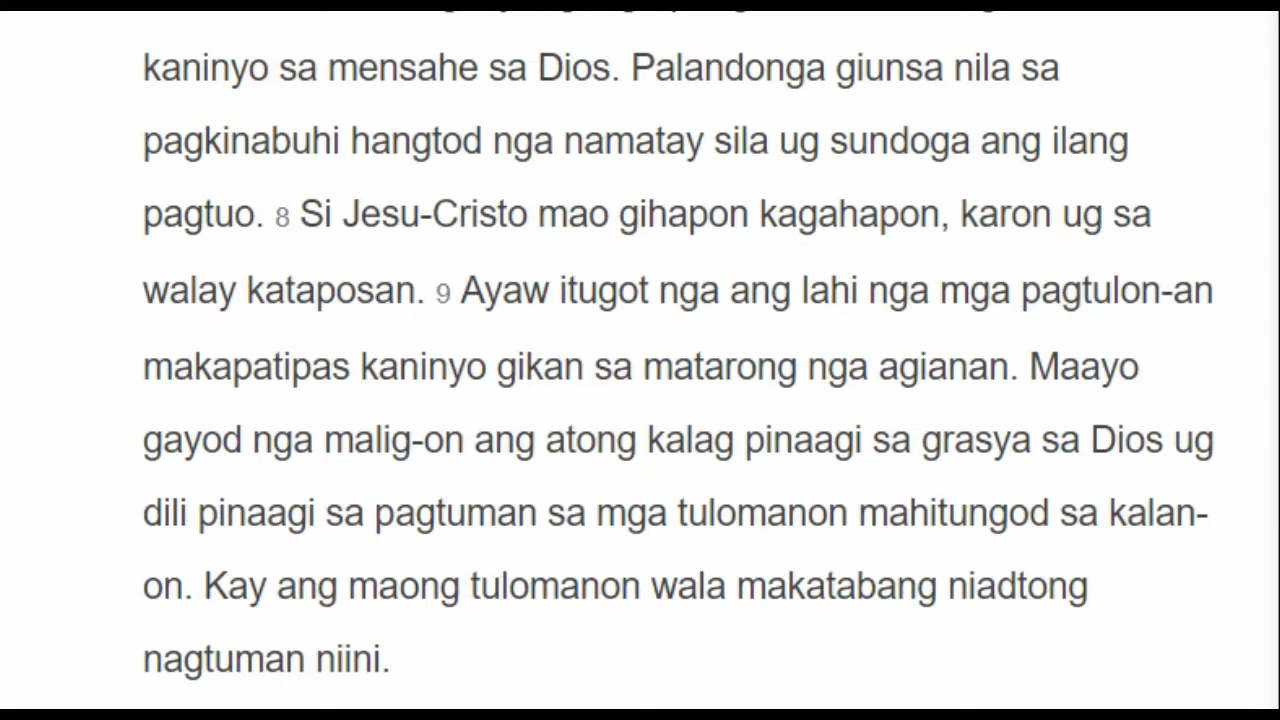 kaninyo sa mensahe sa Dios. Palandonga giunsa nila sa
pagkinabuhi hangtod nga namatay sila ug sundoga ang ilang
pagtuo. 8 Si Jesu-Cristo mao gihapon kagahapon, karon ug sa
walay kataposan. 9 Ayaw itugot nga ang lahi nga mga pagtulon-an
makapatipas kaninyo gikan sa matarong nga agianan. Maayo
gayod nga malig-on ang atong kalag pinaagi sa grasya sa Dios ug
dili pinaagi sa pagtuman sa mga tulomanon mahitungod sa kalan-
on. Kay ang maong tulomanon wala makatabang niadtong
nagtuman niini.